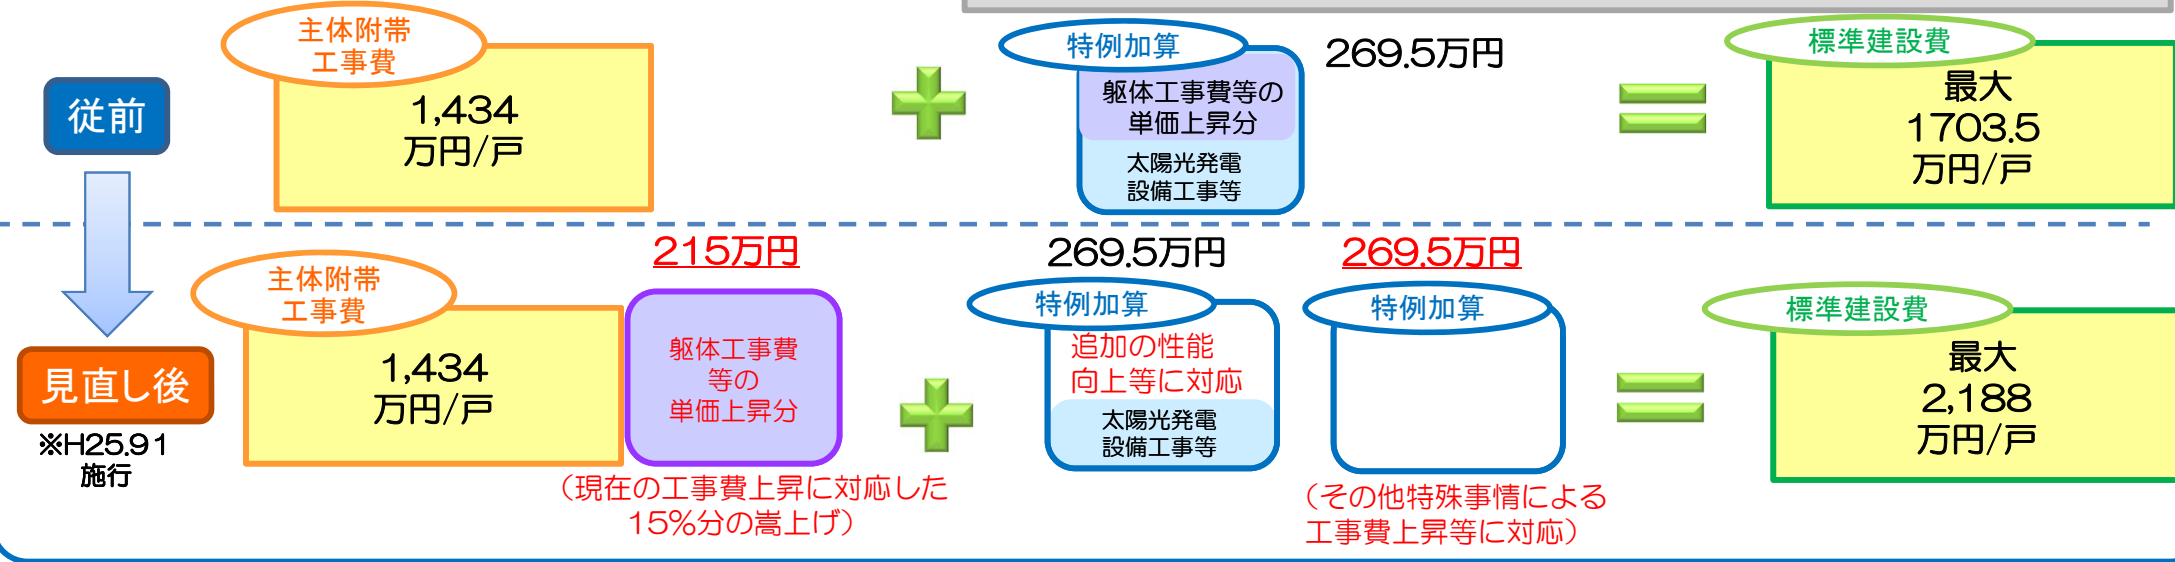 従前
主体附帯
工事費
1,434
万円/戸
特例加算
躯体工事費等の
単価上昇分
太陽光発電
設備工事等
269.5万円
標準建設費
最大
1703.5
万円/戸
見直し後
※H25.91
施行
主体附帯
工事費
1,434
万円/戸
215万円
躯体工事費
等の
単価上昇分
（現在の工事費上昇に対応した
15%分の嵩上げ）
269.5万円
特例加算
追加の性能
向上等に対応
太陽光発電
設備工事等
269.5万円
特例加算
（その他特殊事情による
工事費上昇等に対応）
標準建設費
最大
2,188
万円/戸